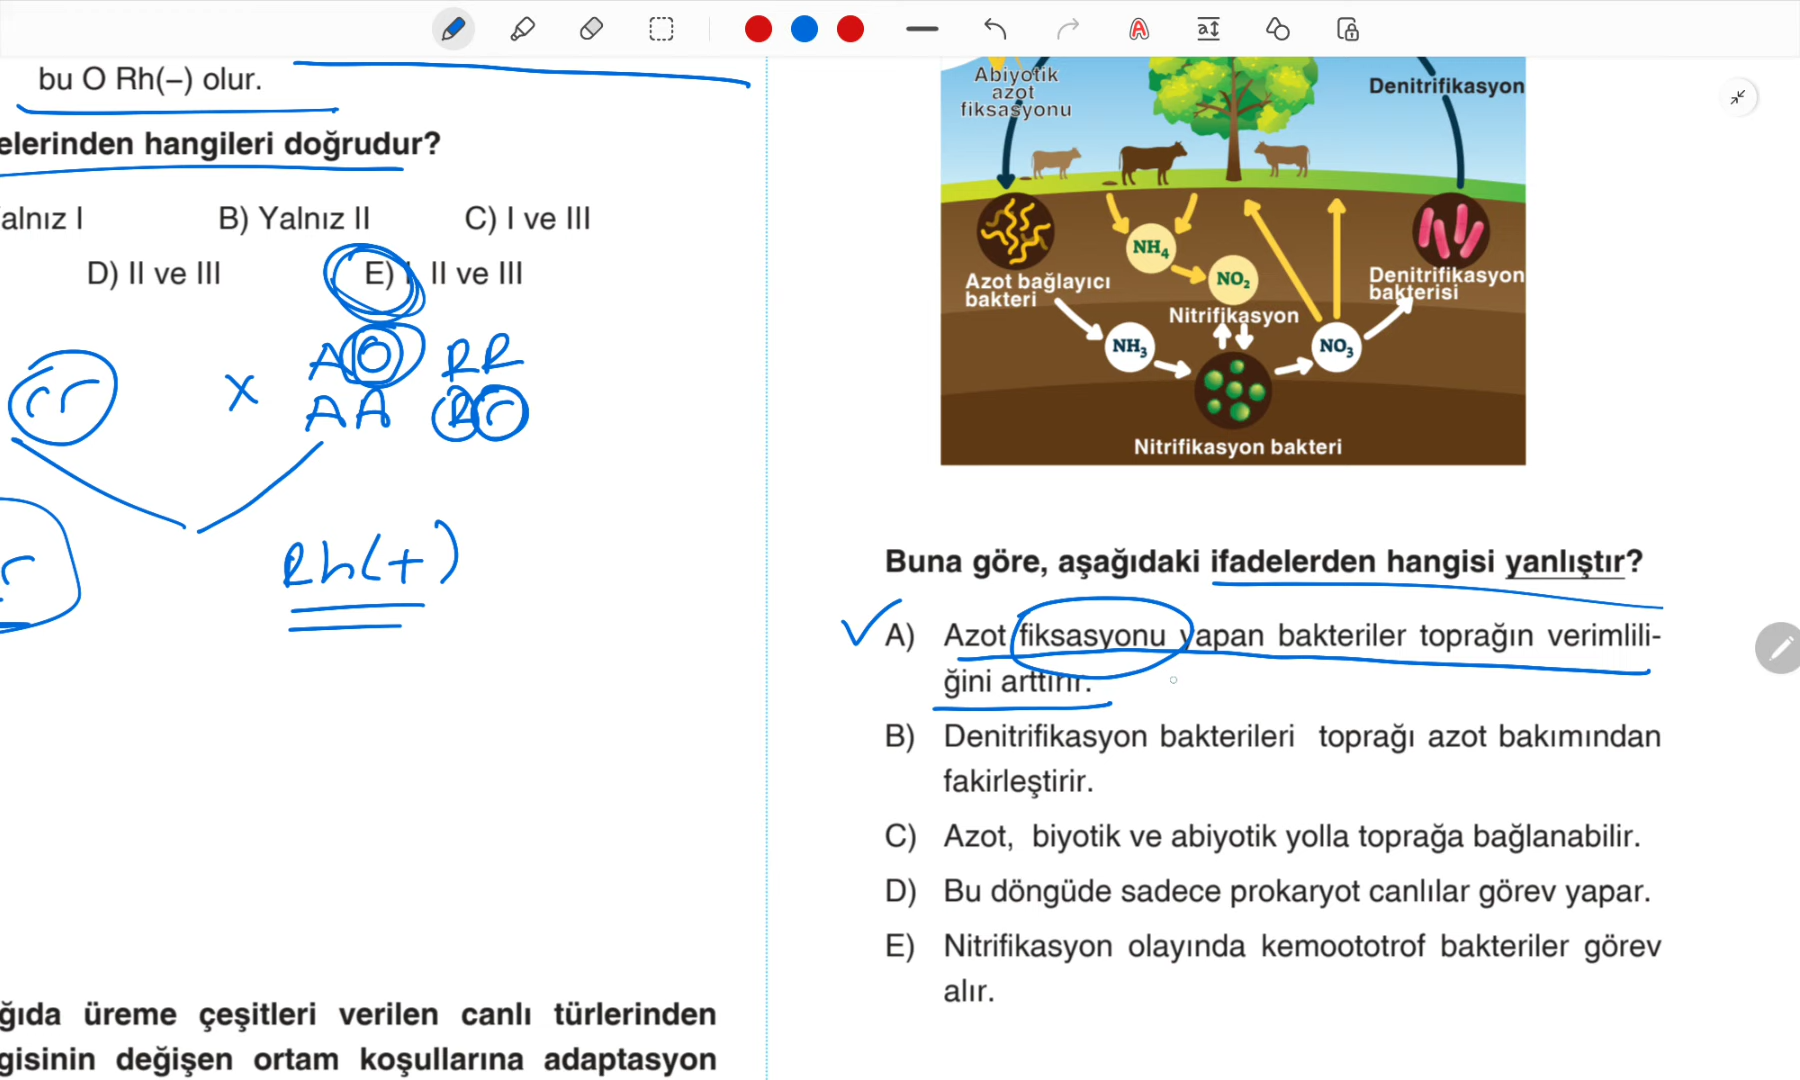 bu O Rh(–) olur.
elerinden hangileri doğrudur?
alnız I B) Yalnız II C) I ve III
D) II ve III E) I, II ve III
rr x AO RR
AA Rr
r Rh(+)
ğıda üreme çeşitleri verilen canlı türlerinden
gisinin değişen ortam koşullarına adaptasyon
Abiyotik
azot
fiksasyonu
Denitrifikasyon
NH₄
NO₂
Azot bağlayıcı
bakteri
Denitrifikasyon
bakterisi
Nitrifikasyon
NH₃
NO₃
Nitrifikasyon bakteri
Buna göre, aşağıdaki ifadelerden hangisi yanlıştır?
A) Azot fiksasyonu yapan bakteriler toprağın verimlili-
ğini arttırır.
B) Denitrifikasyon bakterileri toprağı azot bakımından
fakirleştirir.
C) Azot, biyotik ve abiyotik yolla toprağa bağlanabilir.
D) Bu döngüde sadece prokaryot canlılar görev yapar.
E) Nitrifikasyon olayında kemoototrof bakteriler görev
alır.